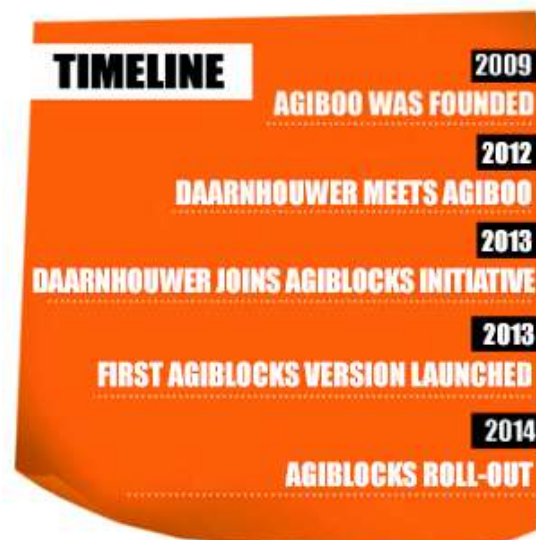 TIMELINE
2009
AGIBOO WAS FOUNDED
2012
DAARNHOUWER MEETS AGIBOO
2013
DAARNHOUWER JOINS AGIBLOCKS INITIATIVE
2013
FIRST AGIBLOCKS VERSION LAUNCHED
2014
AGIBLOCKS ROLL-OUT